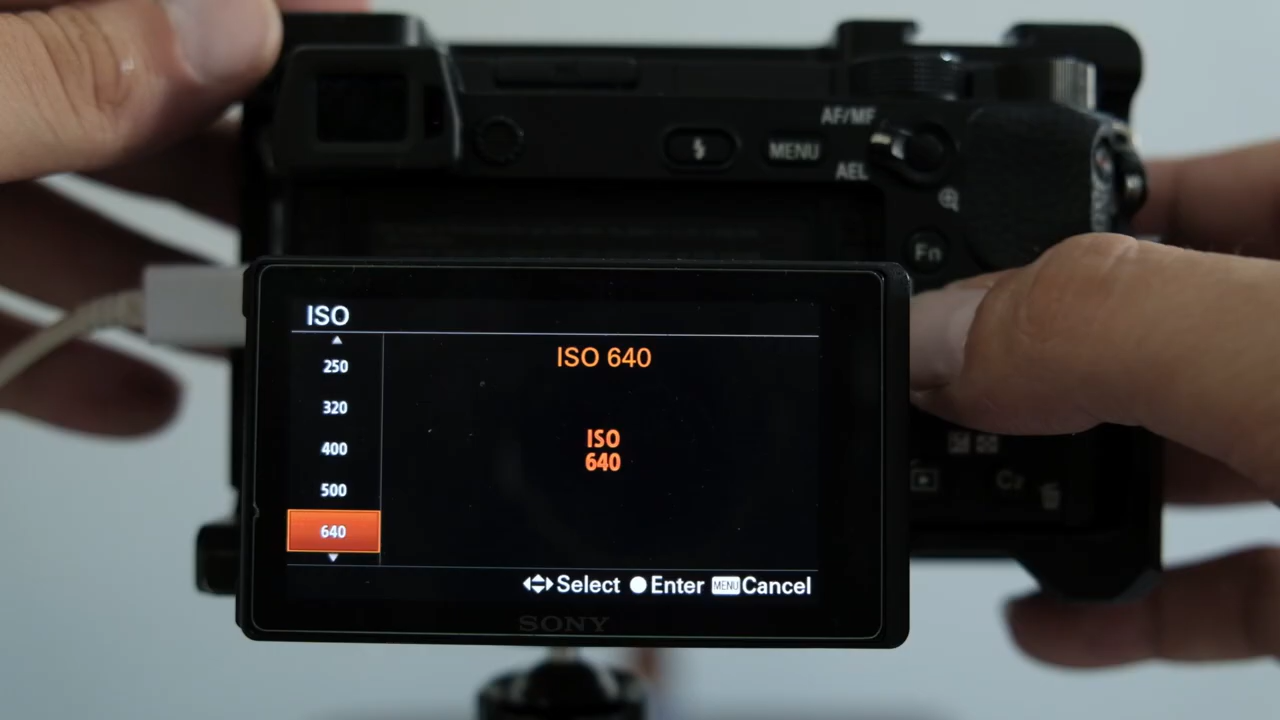 AF/MF
MENU
AEL
Fn
ISO
250
320
400
500
640
ISO 640
ISO
640
Select Enter MENU Cancel
SONY